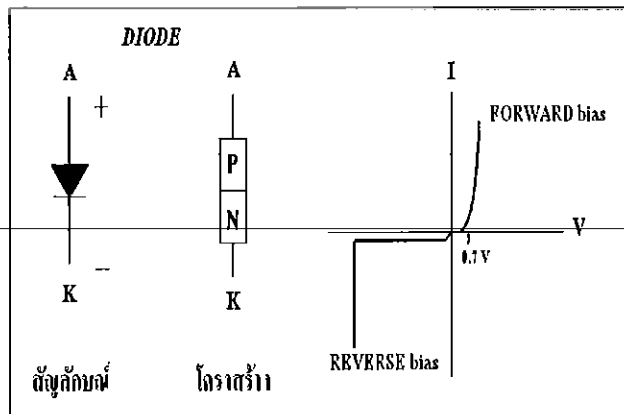 DIODE
A
+
−
K
สัญลักษณ์
A
P
N
K
โครงสร้าง
I
FORWARD bias
V
0.7 V
REVERSE bias